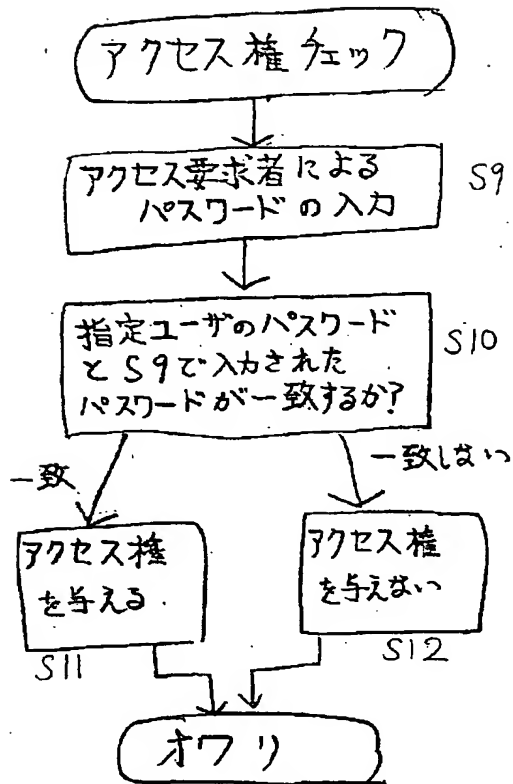 アクセス権チェック
アクセス要求者による
パスワードの入力
S9
指定ユーザのパスワード
とS9で入力された
パスワードが一致するか?
S10
一致
一致しない
アクセス権
を与える.
S11
アクセス権
を与えない
S12
オワリ